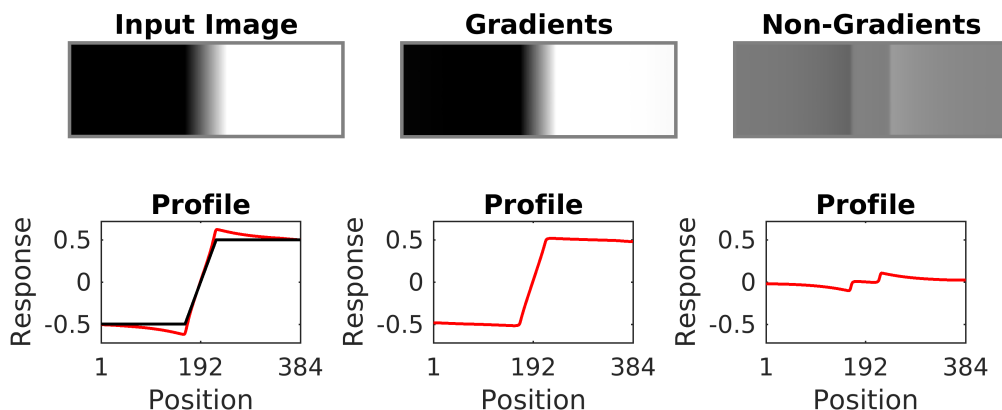 Input Image
Gradients
Non-Gradients
Profile
Response
0.5
0
-0.5
1
192
384
Position
Profile
Response
0.5
0
-0.5
1
192
384
Position
Profile
Response
0.5
0
-0.5
1
192
384
Position